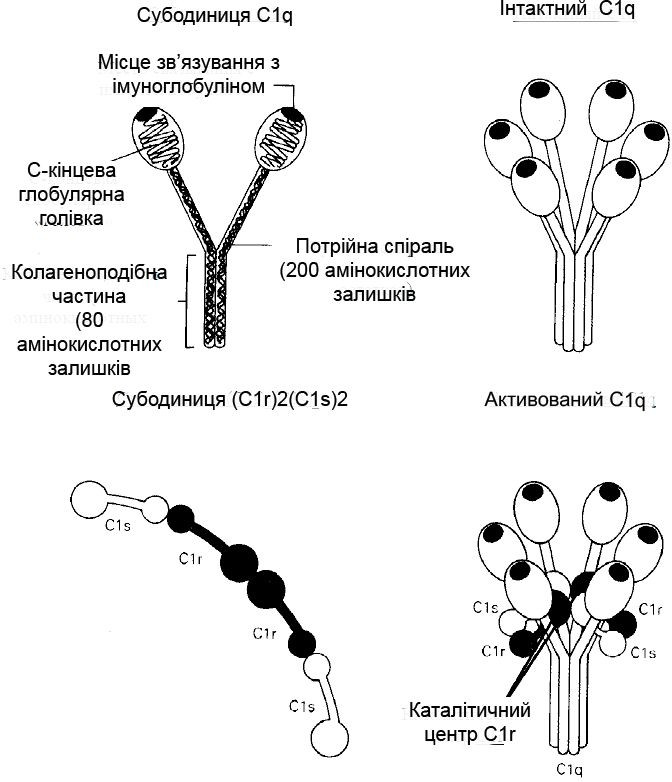 Субодиниця C1q
Інтактний C1q
Місце зв’язування з
імуноглобуліном
С-кінцева
глобулярна
голівка
Потрійна спіраль
(200 амінокислотних
залишків
Колагеноподібна
частина
(80
амінокислотних
залишків
Субодиниця (C1r)2(C1s)2
Активований C1q
C1s
C1r
C1r
C1s
C1s
C1r
C1r
C1s
Каталітичний
центр C1r
C1q